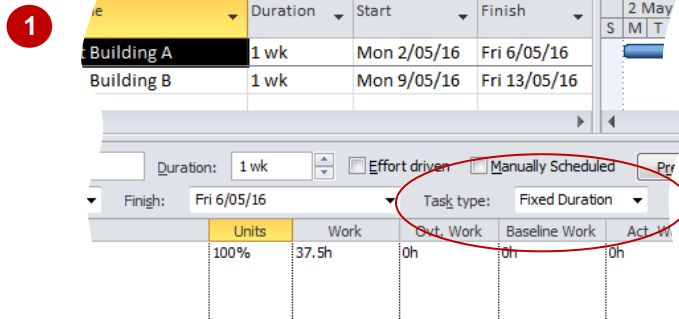 1
Duration Start Finish 2 May
S M T
Building A 1 wk Mon 2/05/16 Fri 6/05/16
Building B 1 wk Mon 9/05/16 Fri 13/05/16
Duration: 1 wk Effort driven Manually Scheduled
Finish: Fri 6/05/16 Task type: Fixed Duration
Units Work Ovt. Work Baseline Work Act.
100% 37.5h 0h 0h 0h